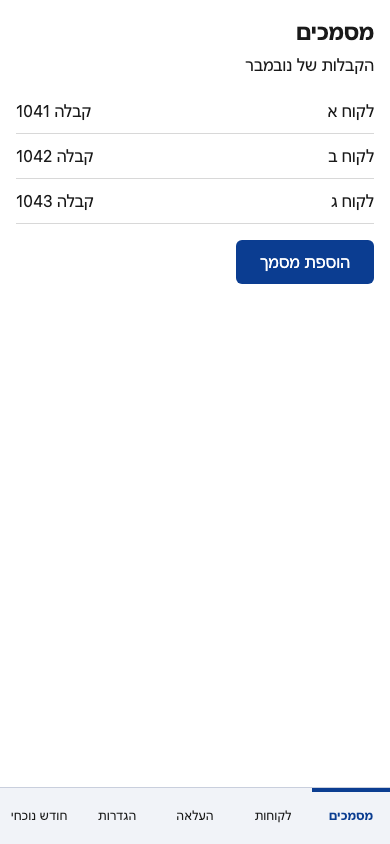 מסמכים
הקבלות של נובמבר
לקוח א קבלה 1041
לקוח ב קבלה 1042
לקוח ג קבלה 1043
הוספת מסמך
מסמכים לקוחות העלאה הגדרות חודש נוכחי